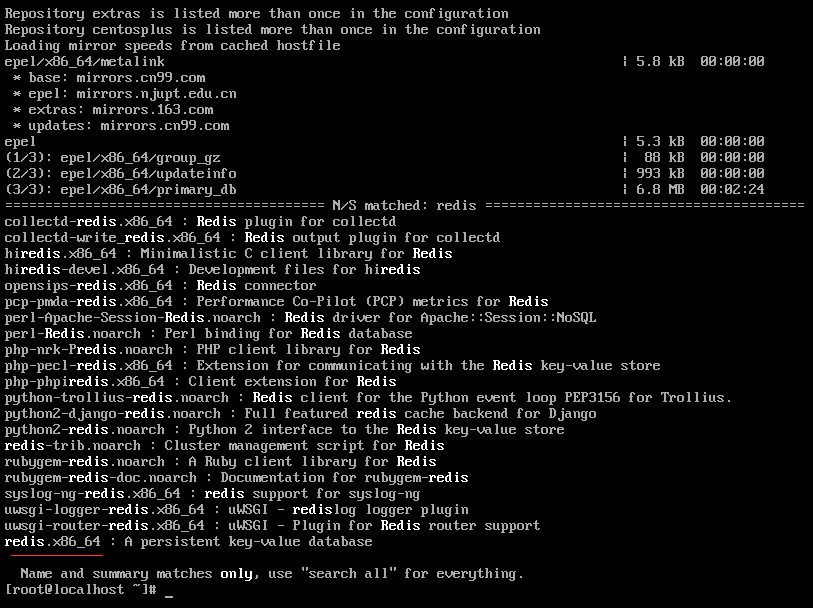 Repository extras is listed more than once in the configuration
Repository centosplus is listed more than once in the configuration
Loading mirror speeds from cached hostfile
epel/x86_64/metalink | 5.8 kB 00:00:00
* base: mirrors.cn99.com
* epel: mirrors.njupt.edu.cn
* extras: mirrors.163.com
* updates: mirrors.cn99.com
epel | 5.3 kB 00:00:00
(1/3): epel/x86_64/group_gz | 88 kB 00:00:00
(2/3): epel/x86_64/updateinfo | 993 kB 00:00:00
(3/3): epel/x86_64/primary_db | 6.8 MB 00:02:24
======================================== N/S matched: redis ========================================
collectd-redis.x86_64 : Redis plugin for collectd
collectd-write_redis.x86_64 : Redis output plugin for collectd
hiredis.x86_64 : Minimalistic C client library for Redis
hiredis-devel.x86_64 : Development files for hiredis
opensips-redis.x86_64 : Redis connector
pcp-pmda-redis.x86_64 : Performance Co-Pilot (PCP) metrics for Redis
perl-Apache-Session-Redis.noarch : Redis driver for Apache::Session::NoSQL
perl-Redis.noarch : Perl binding for Redis database
php-nrk-Predis.noarch : PHP client library for Redis
php-pecl-redis.x86_64 : Extension for communicating with the Redis key-value store
php-phpiredis.x86_64 : Client extension for Redis
python-trollius-redis.noarch : Redis client for the Python event loop PEP3156 for Trollius.
python2-django-redis.noarch : Full featured redis cache backend for Django
python2-redis.noarch : Python 2 interface to the Redis key-value store
redis-trib.noarch : Cluster management script for Redis
rubygem-redis.noarch : A Ruby client library for Redis
rubygem-redis-doc.noarch : Documentation for rubygem-redis
syslog-ng-redis.x86_64 : redis support for syslog-ng
uwsgi-logger-redis.x86_64 : uWSGI - redislog logger plugin
uwsgi-router-redis.x86_64 : uWSGI - Plugin for Redis router support
redis.x86_64 : A persistent key-value database
Name and summary matches only, use "search all" for everything.
[root@localhost ~]# _